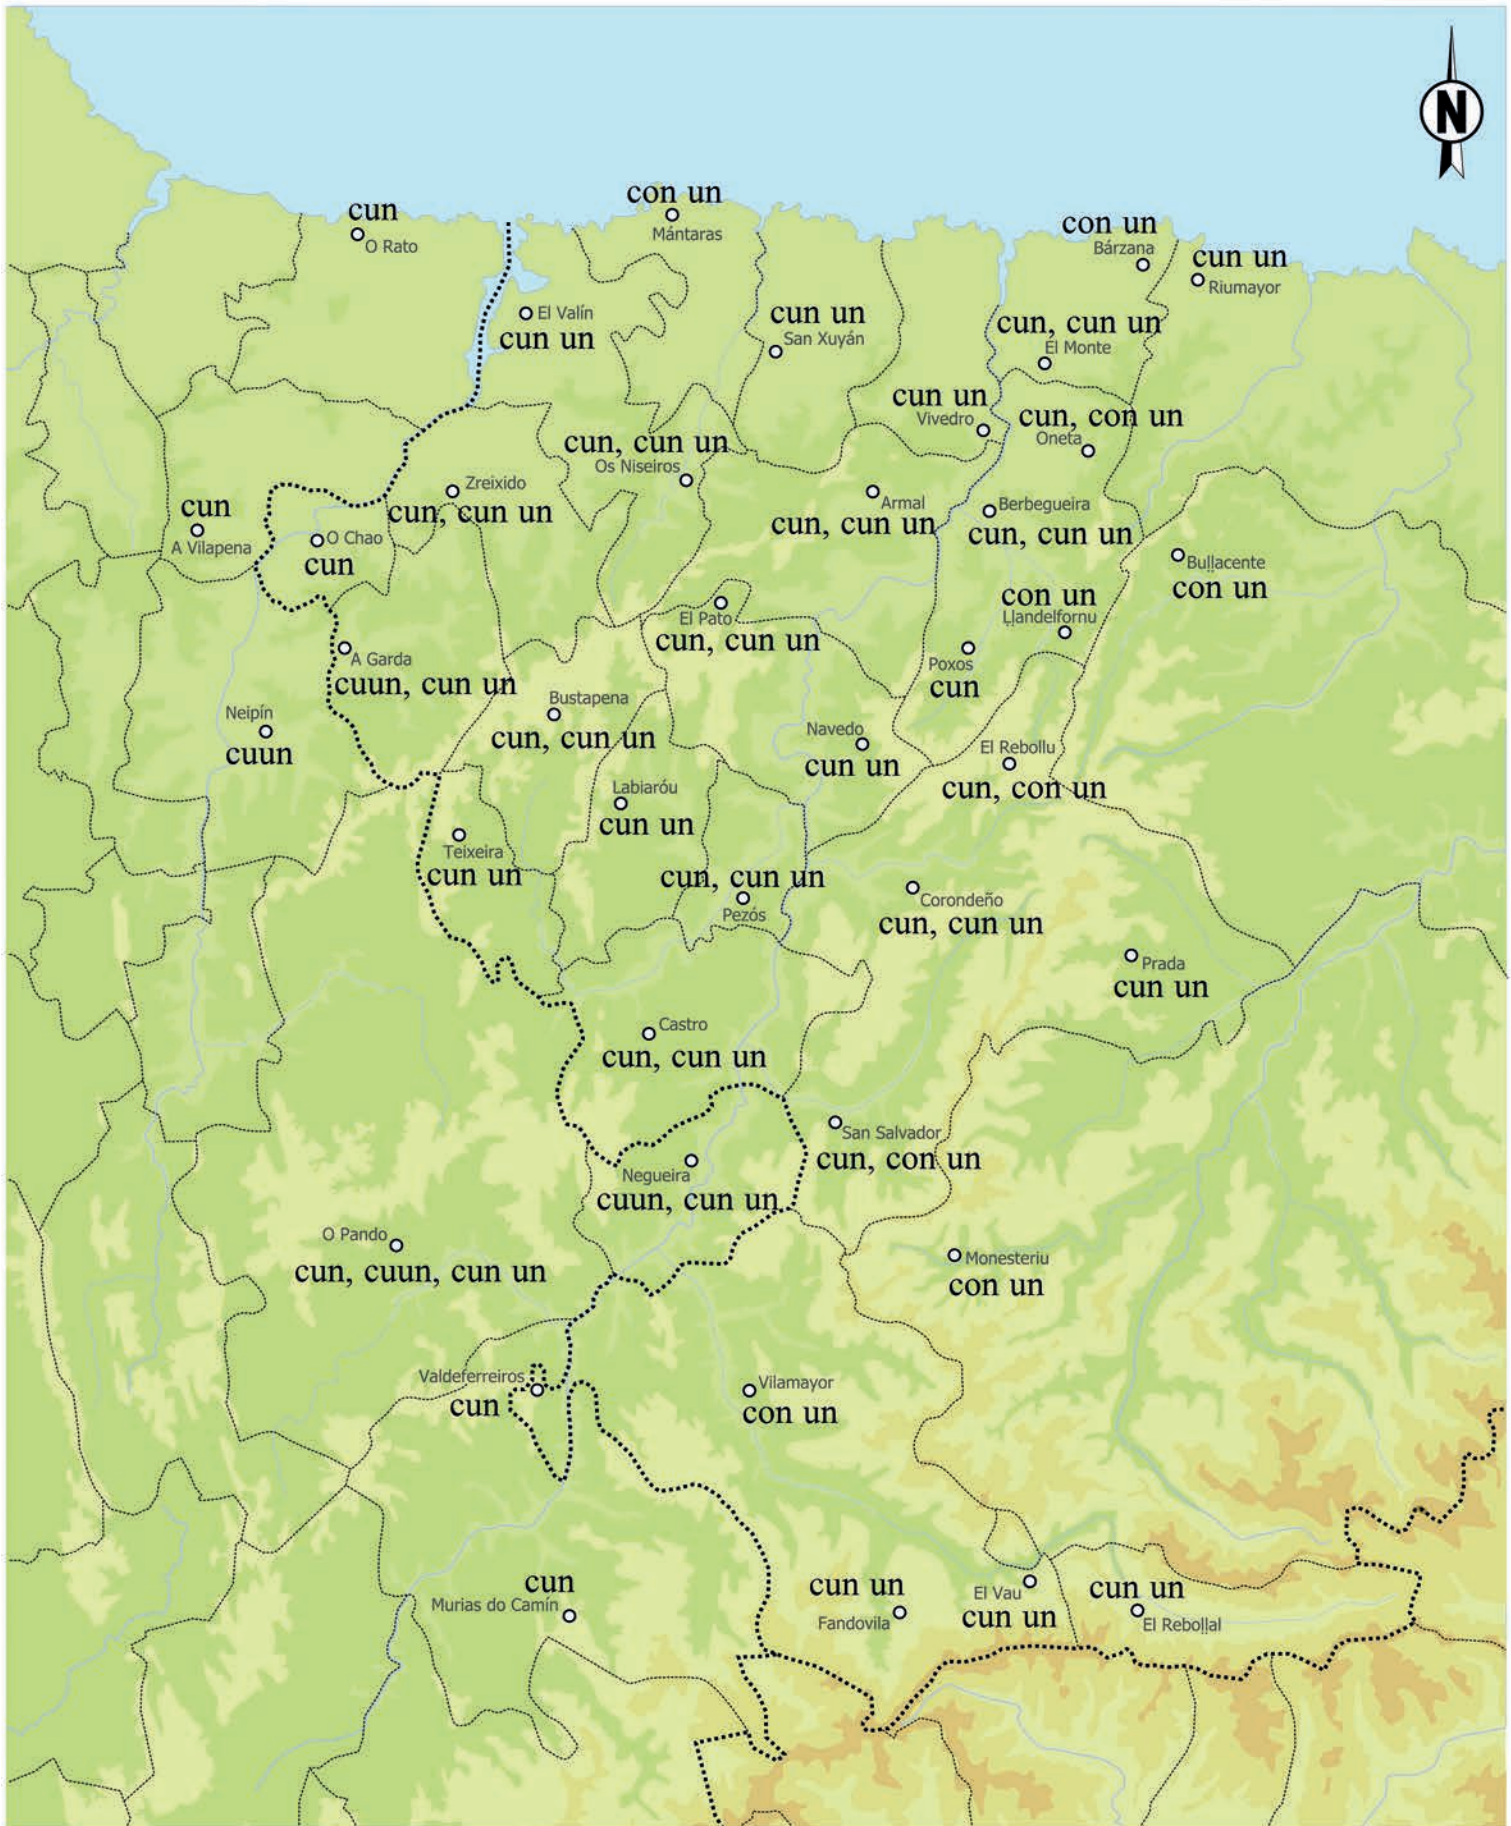 N
con un
Mántaras
cun
O Rato
con un
Bárzana
cun un
Riumayor
El Valín
cun un
cun un
San Xuyán
cun, cun un
El Monte
cun un
Vivedro
cun, con un
Oneta
cun, cun un
Os Niseiros
Zreixido
cun, cun un
Armal
cun, cun un
Berbegueira
cun, cun un
cun
A Vilapena
O Chao
cun
Buḷḷacente
con un
con un
Ḷḷandelfornu
El Pato
cun, cun un
A Garda
cuun, cun un
Poxos
cun
Bustapena
cun, cun un
Neipín
cuun
Navedo
cun un
El Rebollu
cun, con un
Labiaróu
cun un
Teixeira
cun un
cun, cun un
Pezós
Corondeño
cun, cun un
Prada
cun un
Castro
cun, cun un
San Salvador
cun, con un
Negueira
cuun, cun un
O Pando
cun, cuun, cun un
Monesteriu
con un
Valdeferreiros
cun
Vilamayor
con un
cun
Murias do Camín
cun un
Fandovila
El Vau
cun un
cun un
El Reboḷḷal